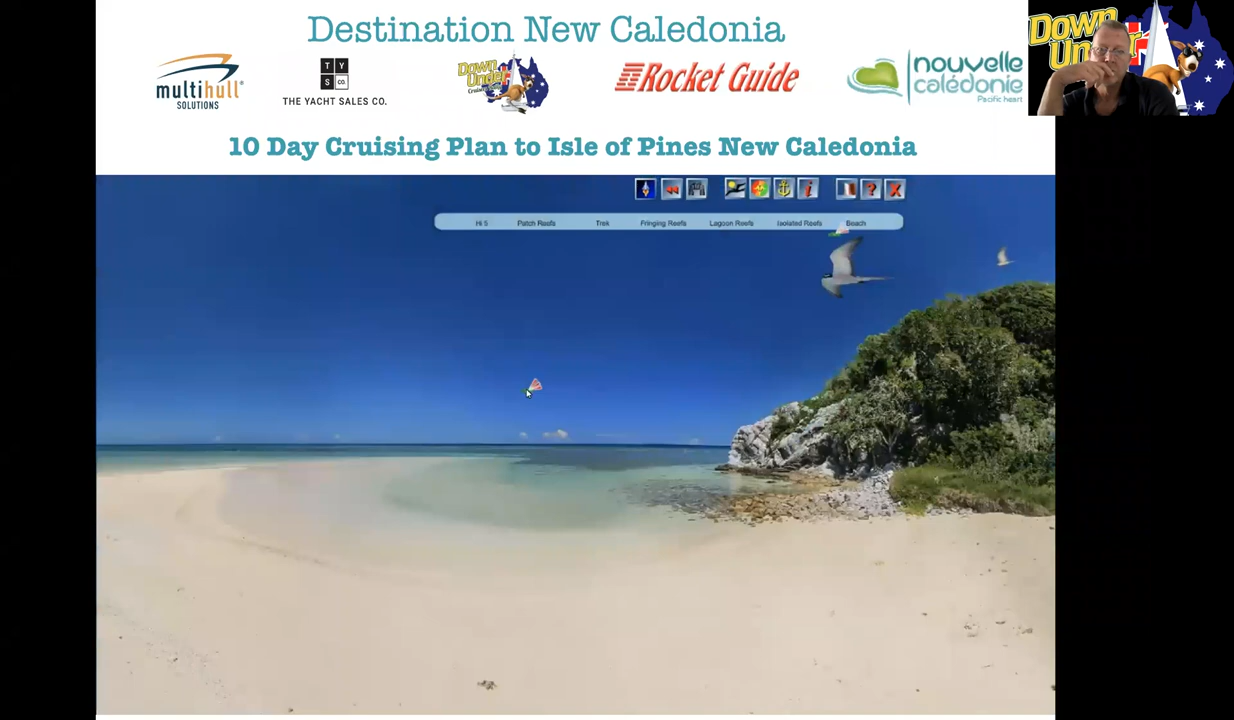 Destination New Caledonia
multihull
SOLUTIONS
T Y
S CO.
THE YACHT SALES CO.
Down Under
Rocket Guide
nouvelle
calédonie
Pacific heart
Down
Under
10 Day Cruising Plan to Isle of Pines New Caledonia
Hi 5 Patch Reefs Trek Fringing Reefs Lagoon Reefs Isolated Reefs Beach